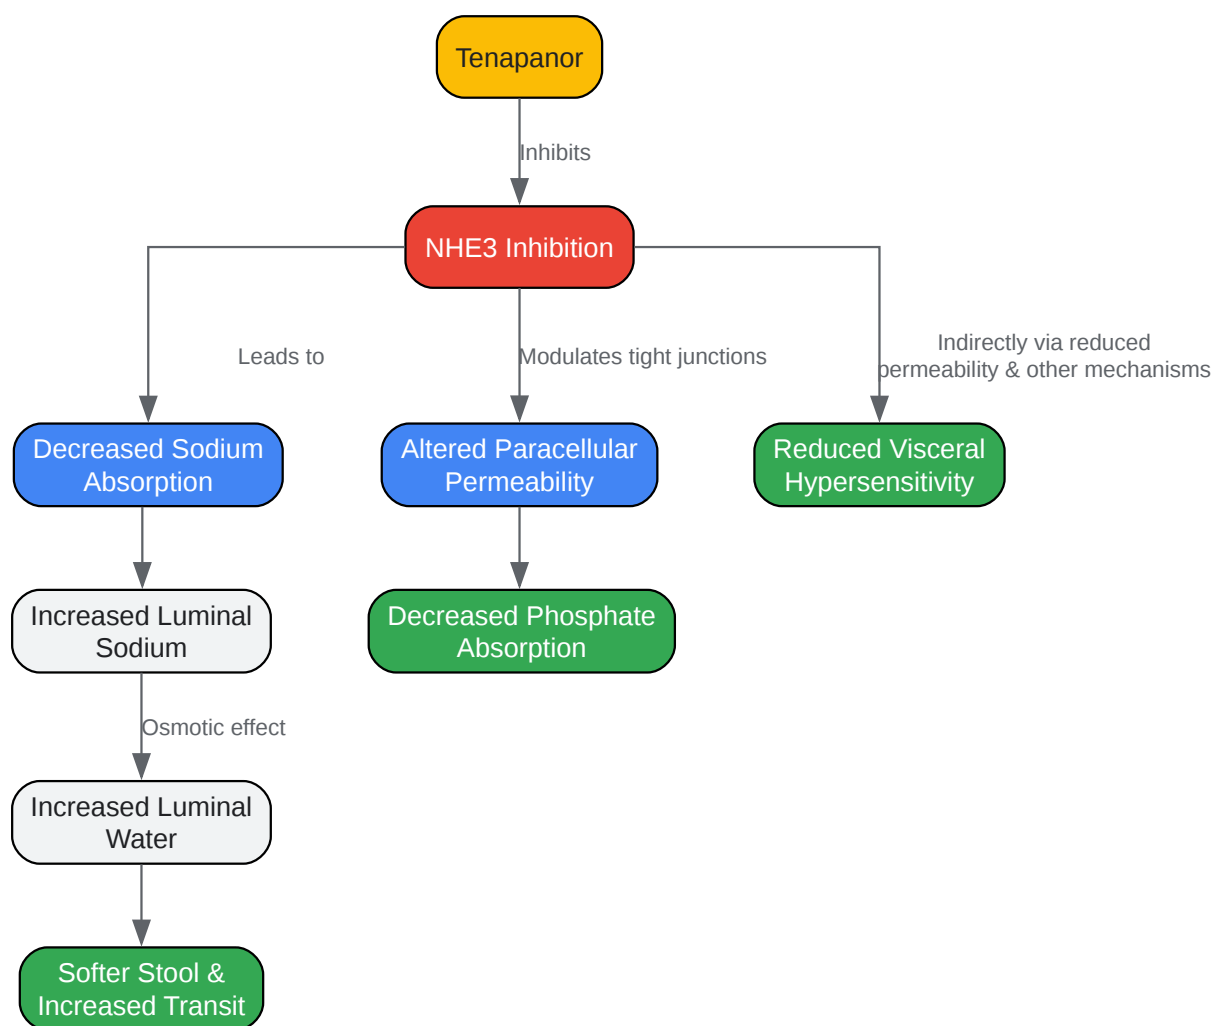 Tenapanor
Inhibits
NHE3 Inhibition
Leads to
Modulates tight junctions
Indirectly via reduced
permeability & other mechanisms
Decreased Sodium
Absorption
Altered Paracellular
Permeability
Reduced Visceral
Hypersensitivity
Increased Luminal
Sodium
Decreased Phosphate
Absorption
Osmotic effect
Increased Luminal
Water
Softer Stool &
Increased Transit